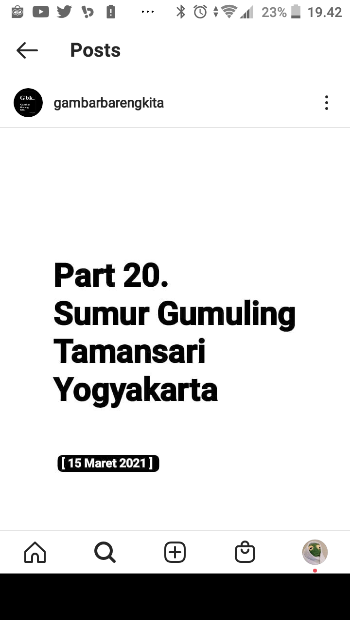 23% 19.42
Posts
gambarbarengkita
Part 20.
Sumur Gumuling
Tamansari
Yogyakarta
[ 15 Maret 2021 ]